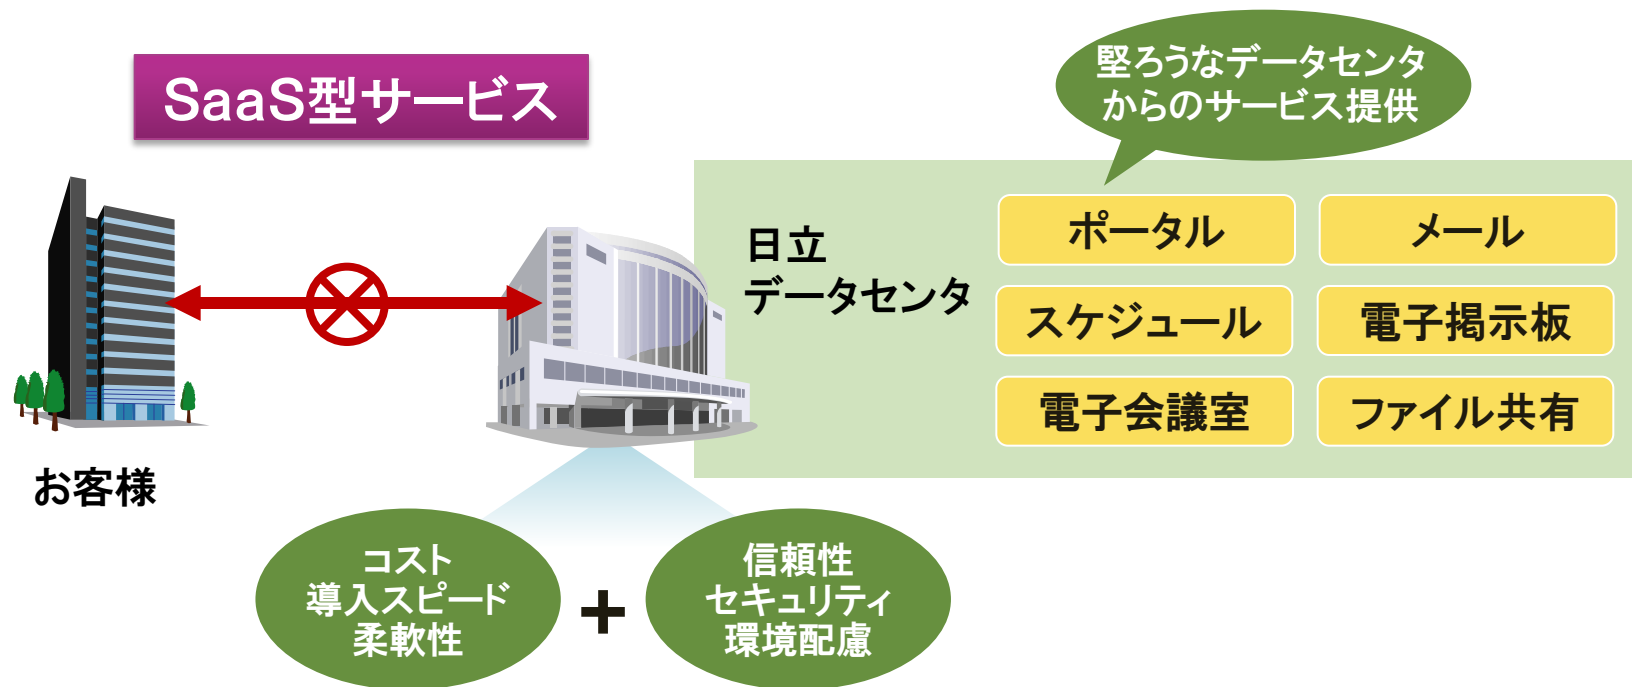 SaaS型サービス
堅ろうなデータセンタ
からのサービス提供
日立
データセンタ
ポータル
メール
スケジュール
電子掲示板
電子会議室
ファイル共有
お客様
コスト
導入スピード
柔軟性
+
信頼性
セキュリティ
環境配慮